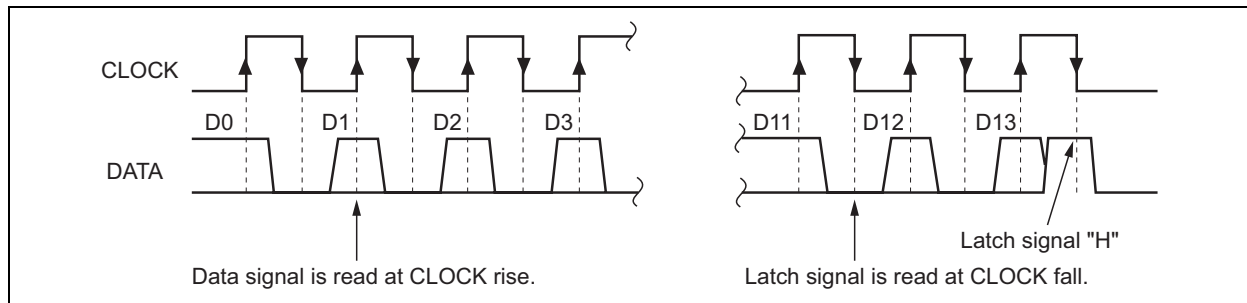 CLOCK
D0 D1 D2 D3 D11 D12 D13
DATA
Latch signal "H"
Data signal is read at CLOCK rise. Latch signal is read at CLOCK fall.